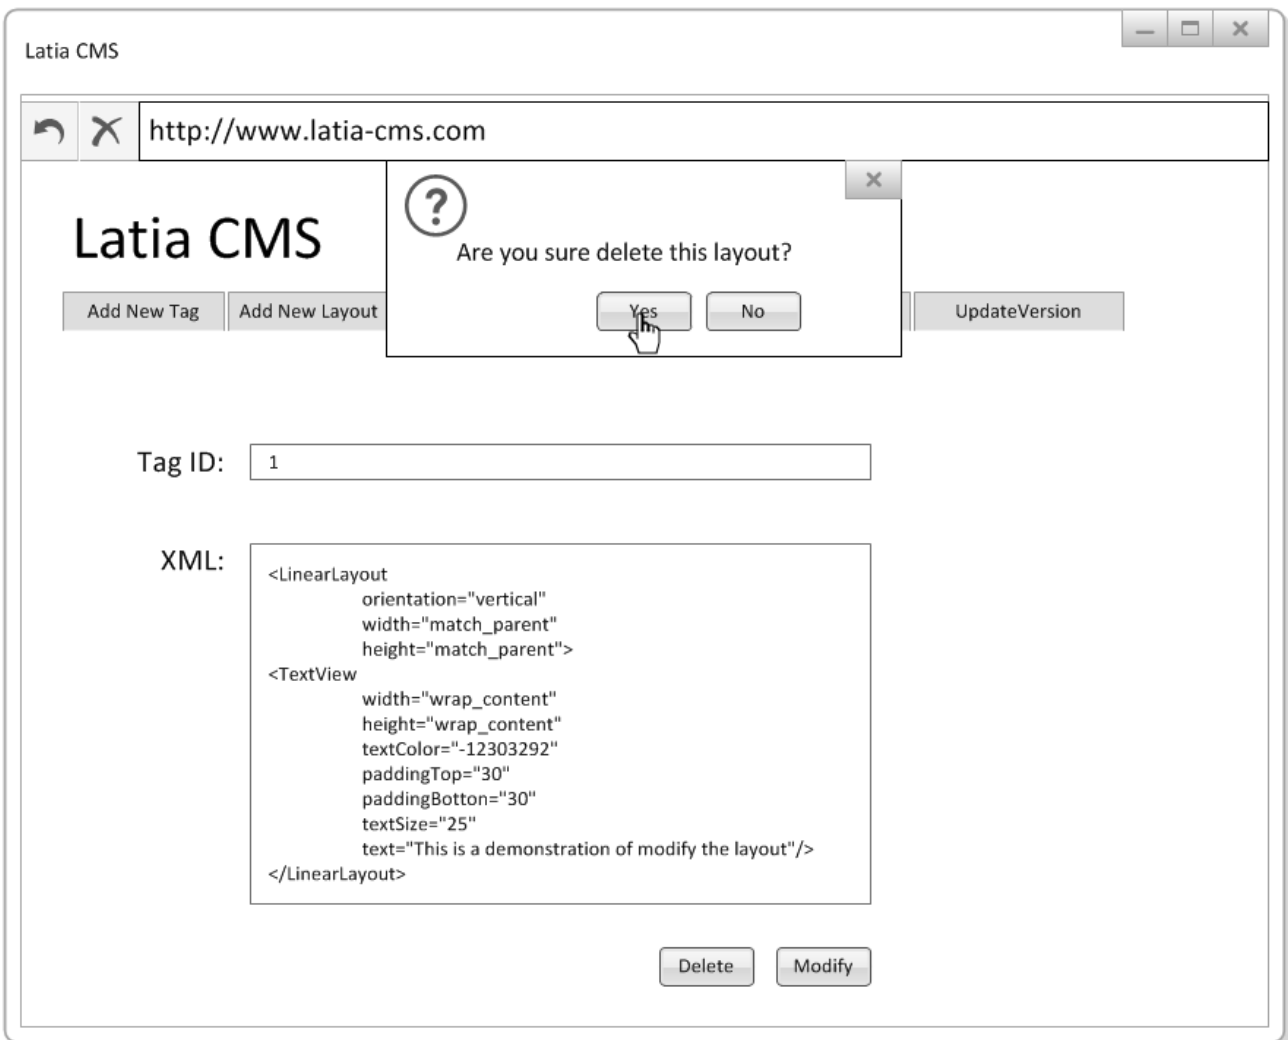 Latia CMS
http://www.latia-cms.com
Latia CMS
?
Are you sure delete this layout?
Yes No
Add New Tag Add New Layout UpdateVersion
Tag ID: 1
XML:
<LinearLayout
orientation="vertical"
width="match_parent"
height="match_parent">
<TextView
width="wrap_content"
height="wrap_content"
textColor="-12303292"
paddingTop="30"
paddingBotton="30"
textSize="25"
text="This is a demonstration of modify the layout"/>
</LinearLayout>
Delete Modify